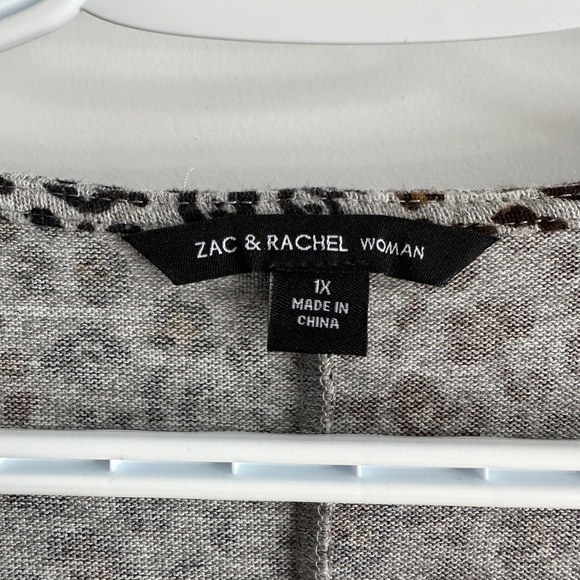 ZAC & RACHEL WOMAN
1X
MADE IN
CHINA